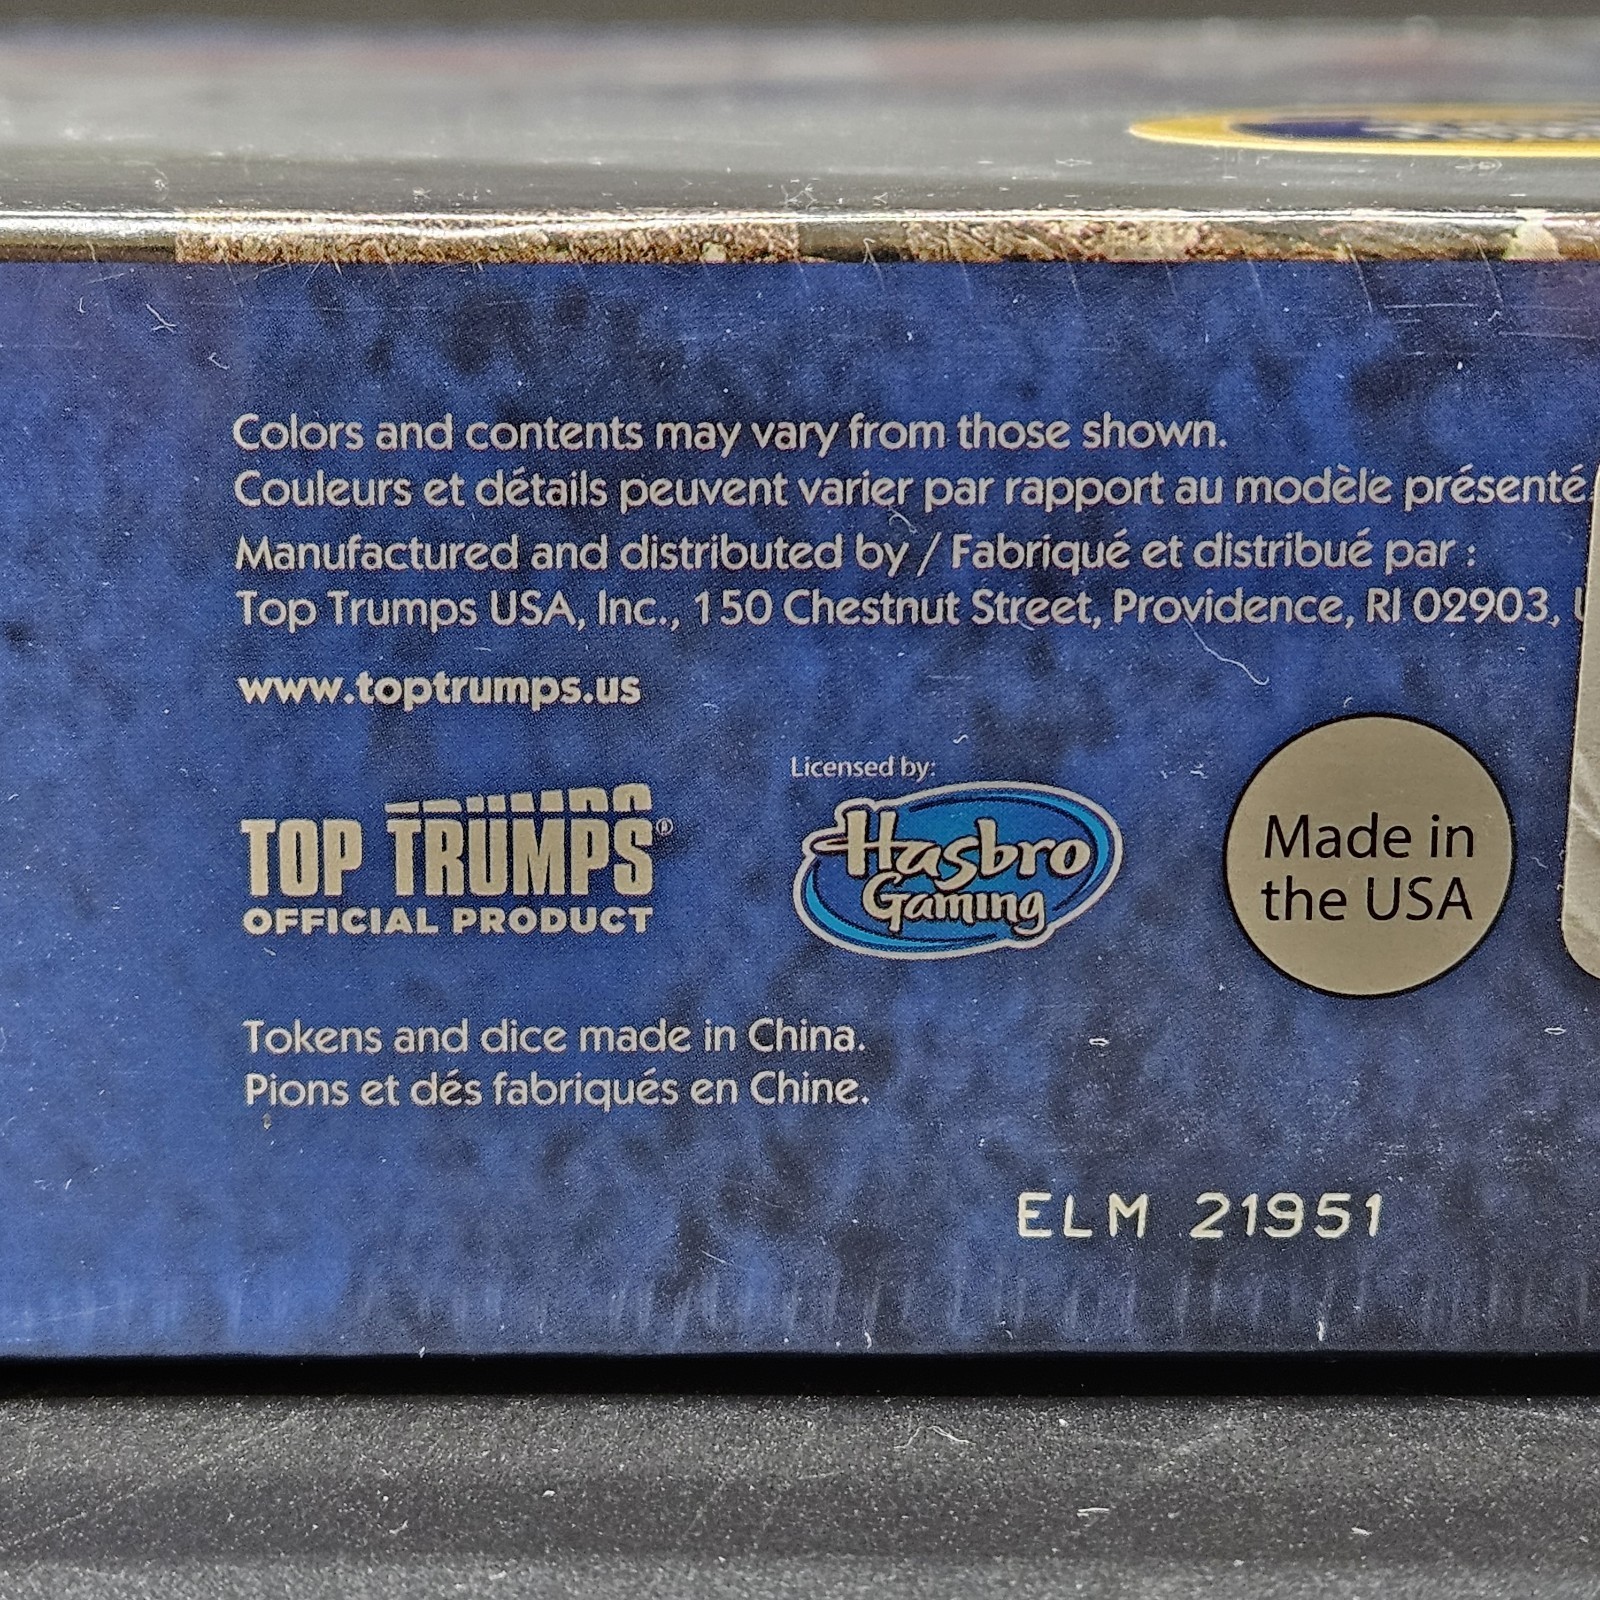 Colors and contents may vary from those shown.
Couleurs et détails peuvent varier par rapport au modèle présenté.
Manufactured and distributed by / Fabriqué et distribué par :
Top Trumps USA, Inc., 150 Chestnut Street, Providence, RI 02903,
www.toptrumps.us
Licensed by:
TOP TRUMPS®
OFFICIAL PRODUCT
Hasbro
Gaming
Made in
the USA
Tokens and dice made in China.
Pions et dés fabriqués en Chine.
ELM 21951